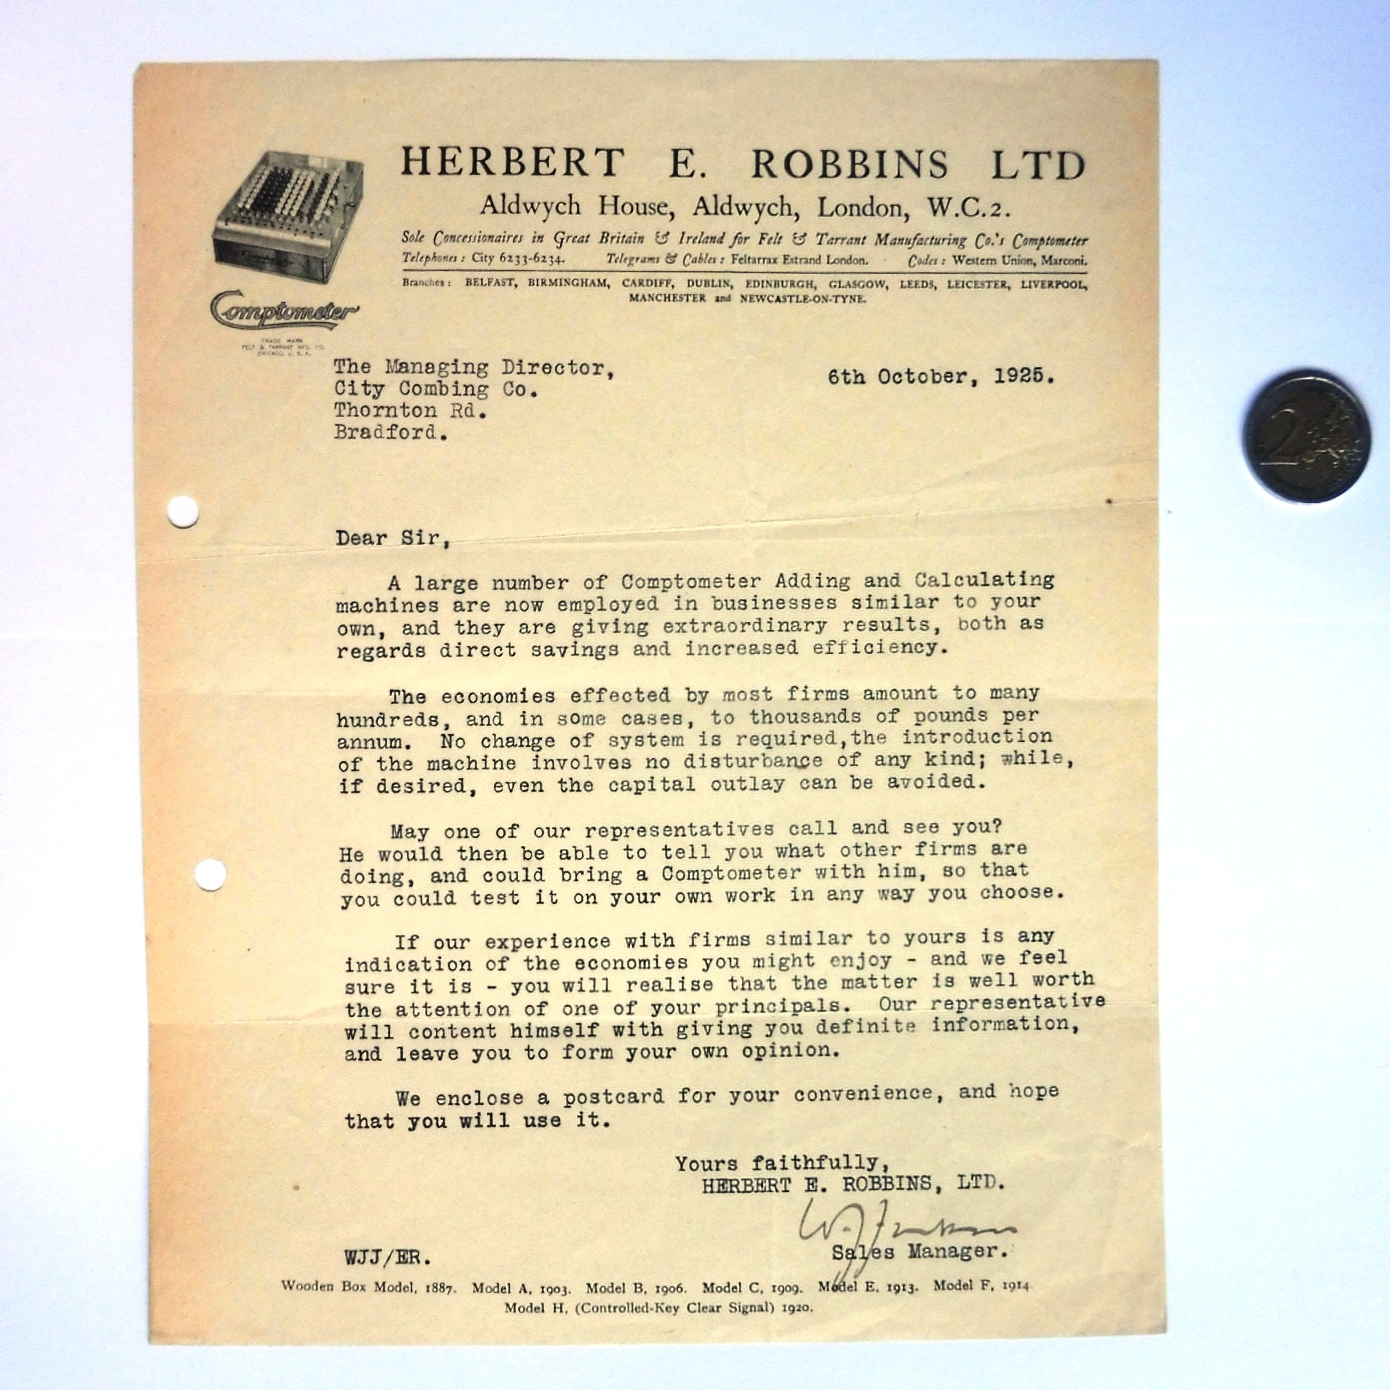 HERBERT E. ROBBINS LTD
Aldwych House, Aldwych, London, W.C.2.
Sole Concessionaires in Great Britain & Ireland for Felt & Tarrant Manufacturing Co.'s Comptometer
Telephones: City 6233-6234. Telegrams & Cables: Feltarrax Estrand London. Codes: Western Union, Marconi.
Branches: BELFAST, BIRMINGHAM, CARDIFF, DUBLIN, EDINBURGH, GLASGOW, LEEDS, LEICESTER, LIVERPOOL,
MANCHESTER and NEWCASTLE-ON-TYNE.
Comptometer
TRADE MARK
FELT & TARRANT MFG. CO.
CHICAGO, U.S.A.
The Managing Director,
City Combing Co.
Thornton Rd.
Bradford.
6th October, 1925.
Dear Sir,
A large number of Comptometer Adding and Calculating
machines are now employed in businesses similar to your
own, and they are giving extraordinary results, both as
regards direct savings and increased efficiency.
The economies effected by most firms amount to many
hundreds, and in some cases, to thousands of pounds per
annum. No change of system is required,the introduction
of the machine involves no disturbance of any kind; while,
if desired, even the capital outlay can be avoided.
May one of our representatives call and see you?
He would then be able to tell you what other firms are
doing, and could bring a Comptometer with him, so that
you could test it on your own work in any way you choose.
If our experience with firms similar to yours is any
indication of the economies you might enjoy - and we feel
sure it is - you will realise that the matter is well worth
the attention of one of your principals. Our representative
will content himself with giving you definite information,
and leave you to form your own opinion.
We enclose a postcard for your convenience, and hope
that you will use it.
Yours faithfully,
HERBERT E. ROBBINS, LTD.
Sales Manager.
WJJ/ER.
Wooden Box Model, 1887. Model A, 1903. Model B, 1906. Model C, 1909. Model E, 1913. Model F, 1914.
Model H, (Controlled-Key Clear Signal) 1920.
2